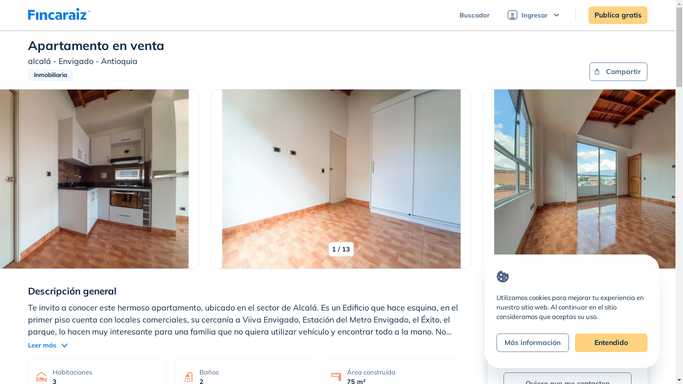 Fincaraiz
Buscador
Ingresar
Publica gratis
Apartamento en venta
alcalá - Envigado - Antioquia
Inmobiliaria
Compartir
1 / 13
Descripción general
Te invito a conocer este hermoso apartamento, ubicado en el sector de Alcalá. Es un Edificio que hace esquina, en el
primer piso cuenta con locales comerciales, su cercanía a Viiva Envigado, Estación del Metro Envigado, el Éxito, el
parque, lo hacen muy interesante para una familia que no quiera utilizar vehículo y encontrar todo a la mano. No...
Leer más
Habitaciones
3
Baños
2
Área construida
75 m²
Utilizamos cookies para mejorar tu experiencia en
nuestro sitio web. Al continuar en el sitio
consideramos que aceptas su uso.
Más información
Entendido
Quiero que me contacten